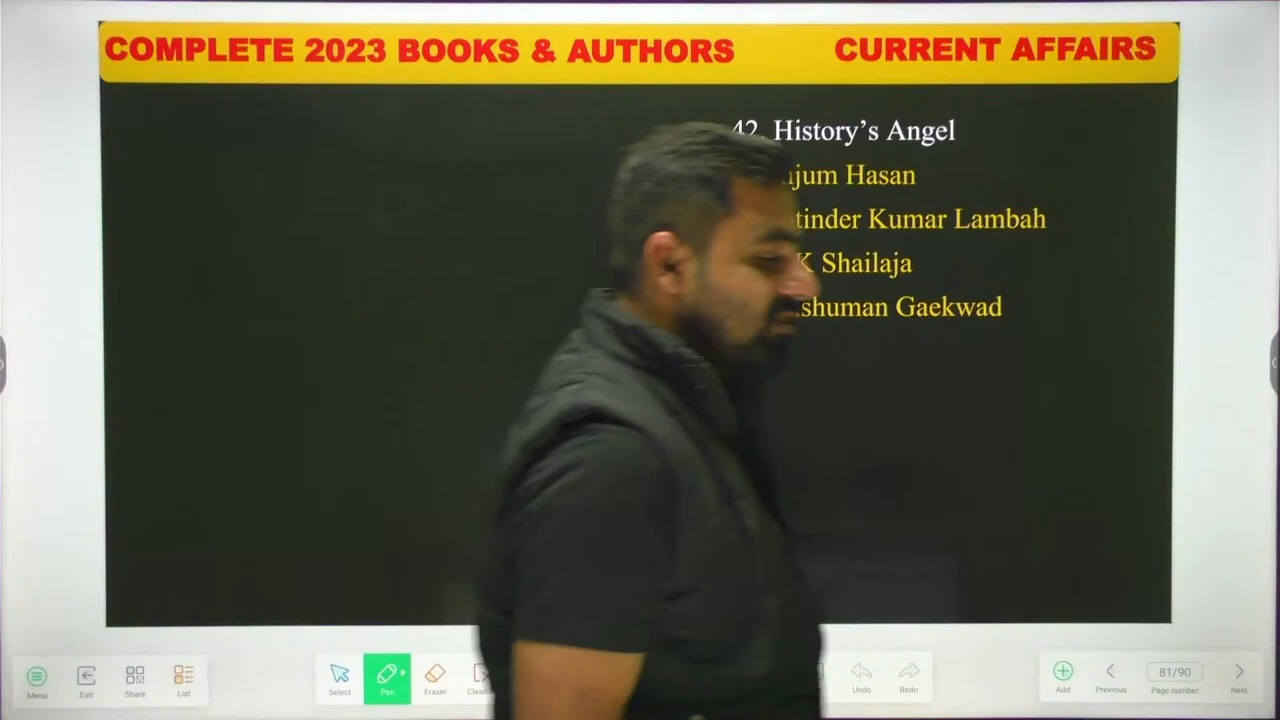 COMPLETE 2023 BOOKS & AUTHORS CURRENT AFFAIRS
42. History's Angel
Hasan
Kumar Lambah
K Shailaja
Gaekwad
Menu
Exit
Share
List
Select
Pen
Eraser
Undo
Redo
Add
Previous
81/90
Page number
Next